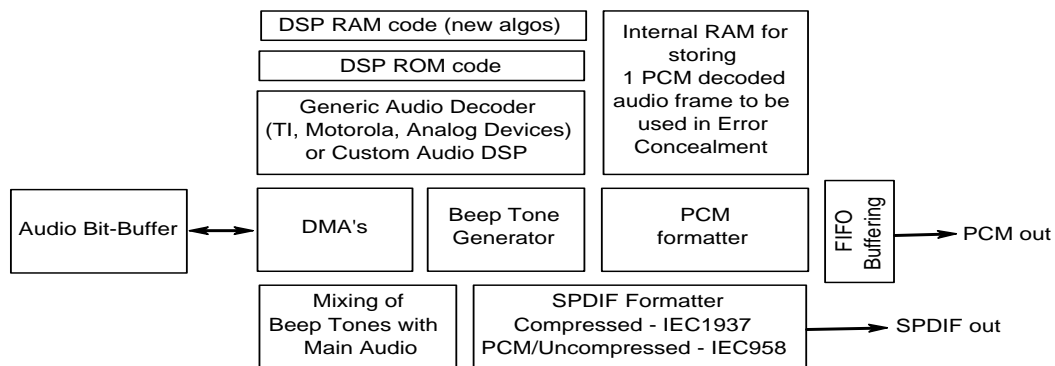 DSP RAM code (new algos)
DSP ROM code
Generic Audio Decoder
(TI, Motorola, Analog Devices)
or Custom Audio DSP
Internal RAM for
storing
1 PCM decoded
audio frame to be
used in Error
Concealment
Audio Bit-Buffer
DMA's
Beep Tone
Generator
PCM
formatter
FIFO
Buffering
PCM out
Mixing of
Beep Tones with
Main Audio
SPDIF Formatter
Compressed - IEC1937
PCM/Uncompressed - IEC958
SPDIF out